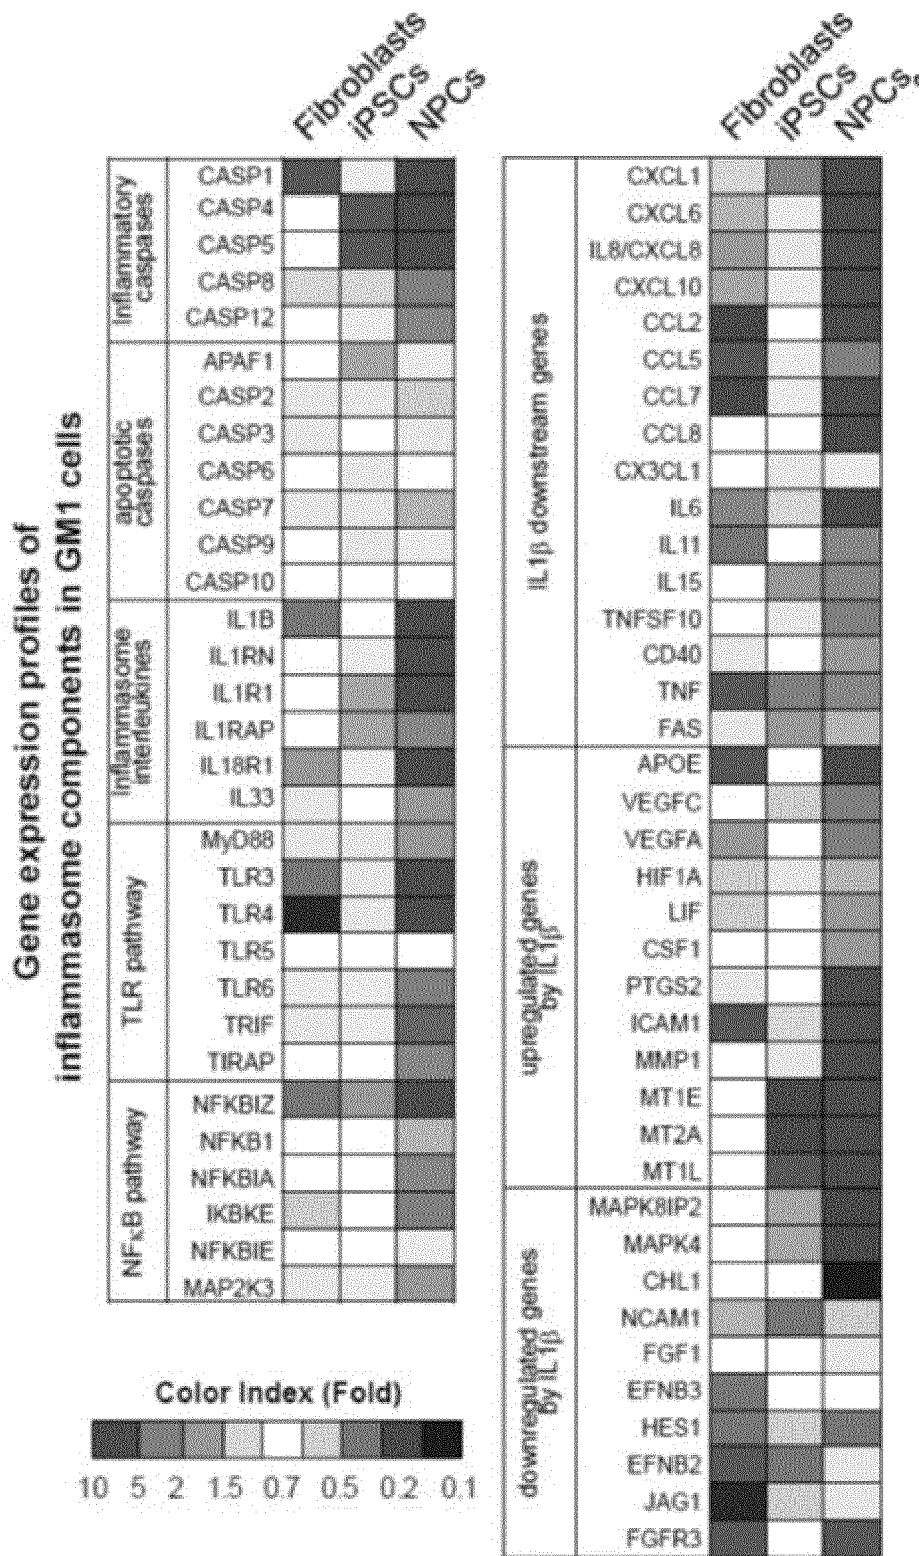 Gene expression profiles of
inflammasome components in GM1 cells
Fibroblasts
iPSCs
NPCs
Inflammatory
caspases
CASP1
CASP4
CASP5
CASP8
CASP12
apoptotic
caspases
APAF1
CASP2
CASP3
CASP6
CASP7
CASP9
CASP10
Inflammasome
interleukines
IL1B
IL1RN
IL1R1
IL1RAP
IL18R1
IL33
TLR pathway
MyD88
TLR3
TLR4
TLR5
TLR6
TRIF
TIRAP
NFκB pathway
NFKBIZ
NFKB1
NFKBIA
IKBKE
NFKBIE
MAP2K3
Color Index (Fold)
10 5 2 1.5 0.7 0.5 0.2 0.1
Fibroblasts
iPSCs
NPCs
IL1β downstream genes
CXCL1
CXCL6
IL8/CXCL8
CXCL10
CCL2
CCL5
CCL7
CCL8
CX3CL1
IL6
IL11
IL15
TNFSF10
CD40
TNF
FAS
upregulated genes
by IL1β
APOE
VEGFC
VEGFA
HIF1A
LIF
CSF1
PTGS2
ICAM1
MMP1
MT1E
MT2A
MT1L
downregulated genes
by IL1β
MAPK8IP2
MAPK4
CHL1
NCAM1
FGF1
EFNB3
HES1
EFNB2
JAG1
FGFR3